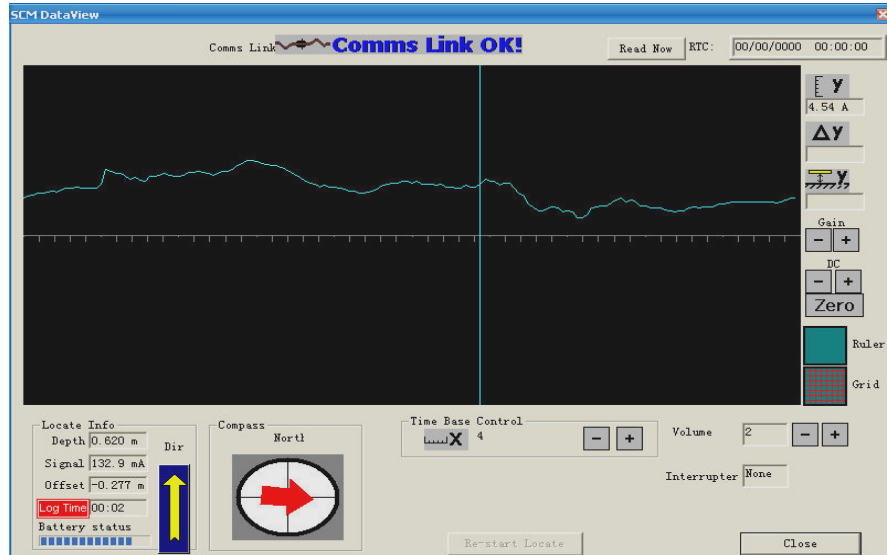 SCM DataView
Comms Link Comms Link OK! Read Now RTC: 00/00/0000 00:00:00
y
4.54 A
Δy
y
Gain
- +
DC
- +
Zero
Ruler
Grid
Locate Info
Depth 0.620 m
Signal 132.9 mA
Offset -0.277 m
Log Time 00:02
Battery status
Dir
Compass
North
Time Base Control
X 4 - +
Volume 2 - +
Interrupter None
Re-start Locate
Close